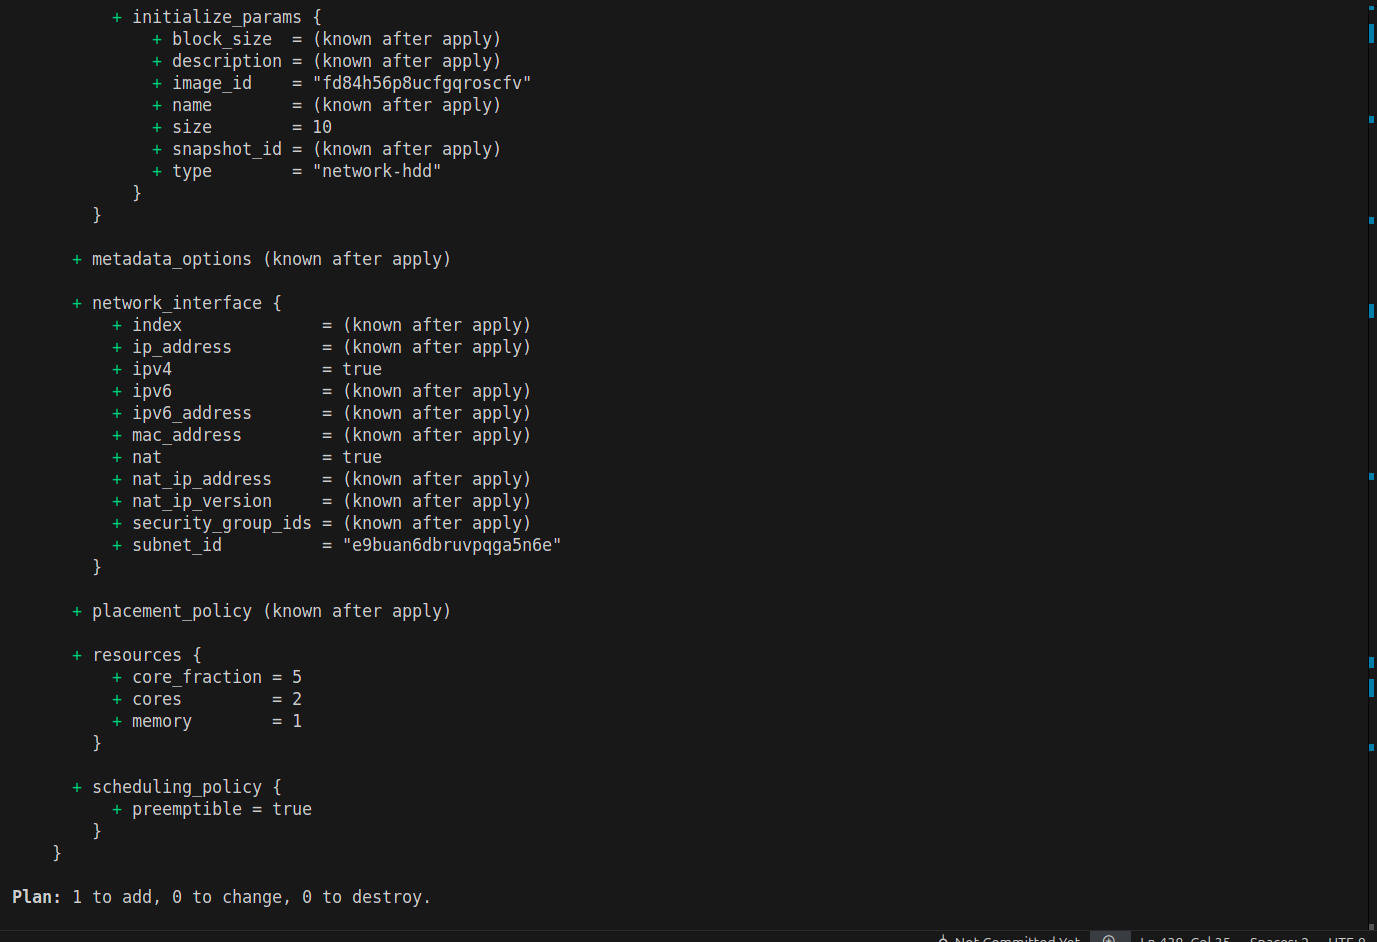 + initialize_params {
+ block_size  = (known after apply)
+ description = (known after apply)
+ image_id    = "fd84h56p8ucfgqroscfv"
+ name        = (known after apply)
+ size        = 10
+ snapshot_id = (known after apply)
+ type        = "network-hdd"
}
}
+ metadata_options (known after apply)
+ network_interface {
+ index              = (known after apply)
+ ip_address         = (known after apply)
+ ipv4               = true
+ ipv6               = (known after apply)
+ ipv6_address       = (known after apply)
+ mac_address        = (known after apply)
+ nat                = true
+ nat_ip_address     = (known after apply)
+ nat_ip_version     = (known after apply)
+ security_group_ids = (known after apply)
+ subnet_id          = "e9buan6dbruvpqga5n6e"
}
+ placement_policy (known after apply)
+ resources {
+ core_fraction = 5
+ cores         = 2
+ memory        = 1
}
+ scheduling_policy {
+ preemptible = true
}
}
Plan: 1 to add, 0 to change, 0 to destroy.
Not Committed Yet Ln 438, Col 35 Spaces: 2 UTF-8